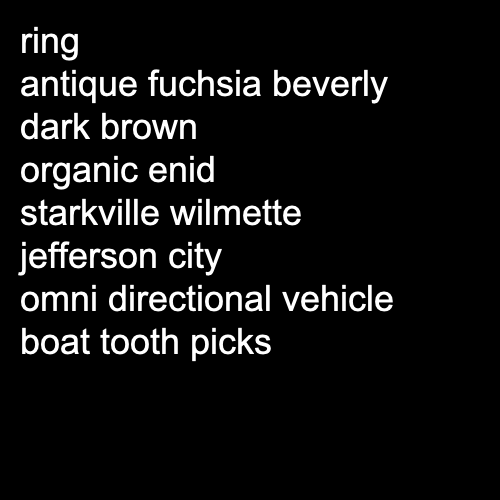 ring
antique fuchsia beverly
dark brown
organic enid
starkville wilmette
jefferson city
omni directional vehicle
boat tooth picks